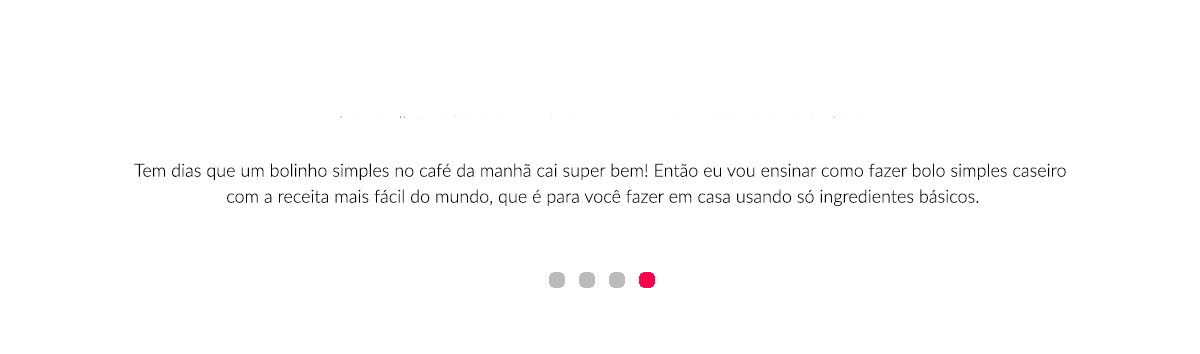 Tem dias que um bolinho simples no café da manhã cai super bem! Então eu vou ensinar como fazer bolo simples caseiro
com a receita mais fácil do mundo, que é para você fazer em casa usando só ingredientes básicos.